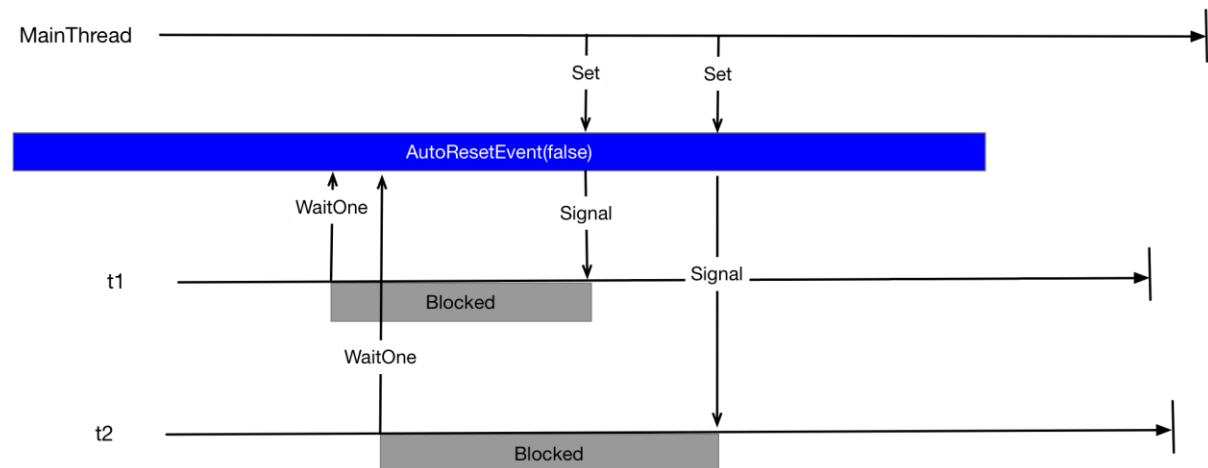 MainThread
Set
Set
AutoResetEvent(false)
WaitOne
Signal
t1
Signal
Blocked
WaitOne
t2
Blocked